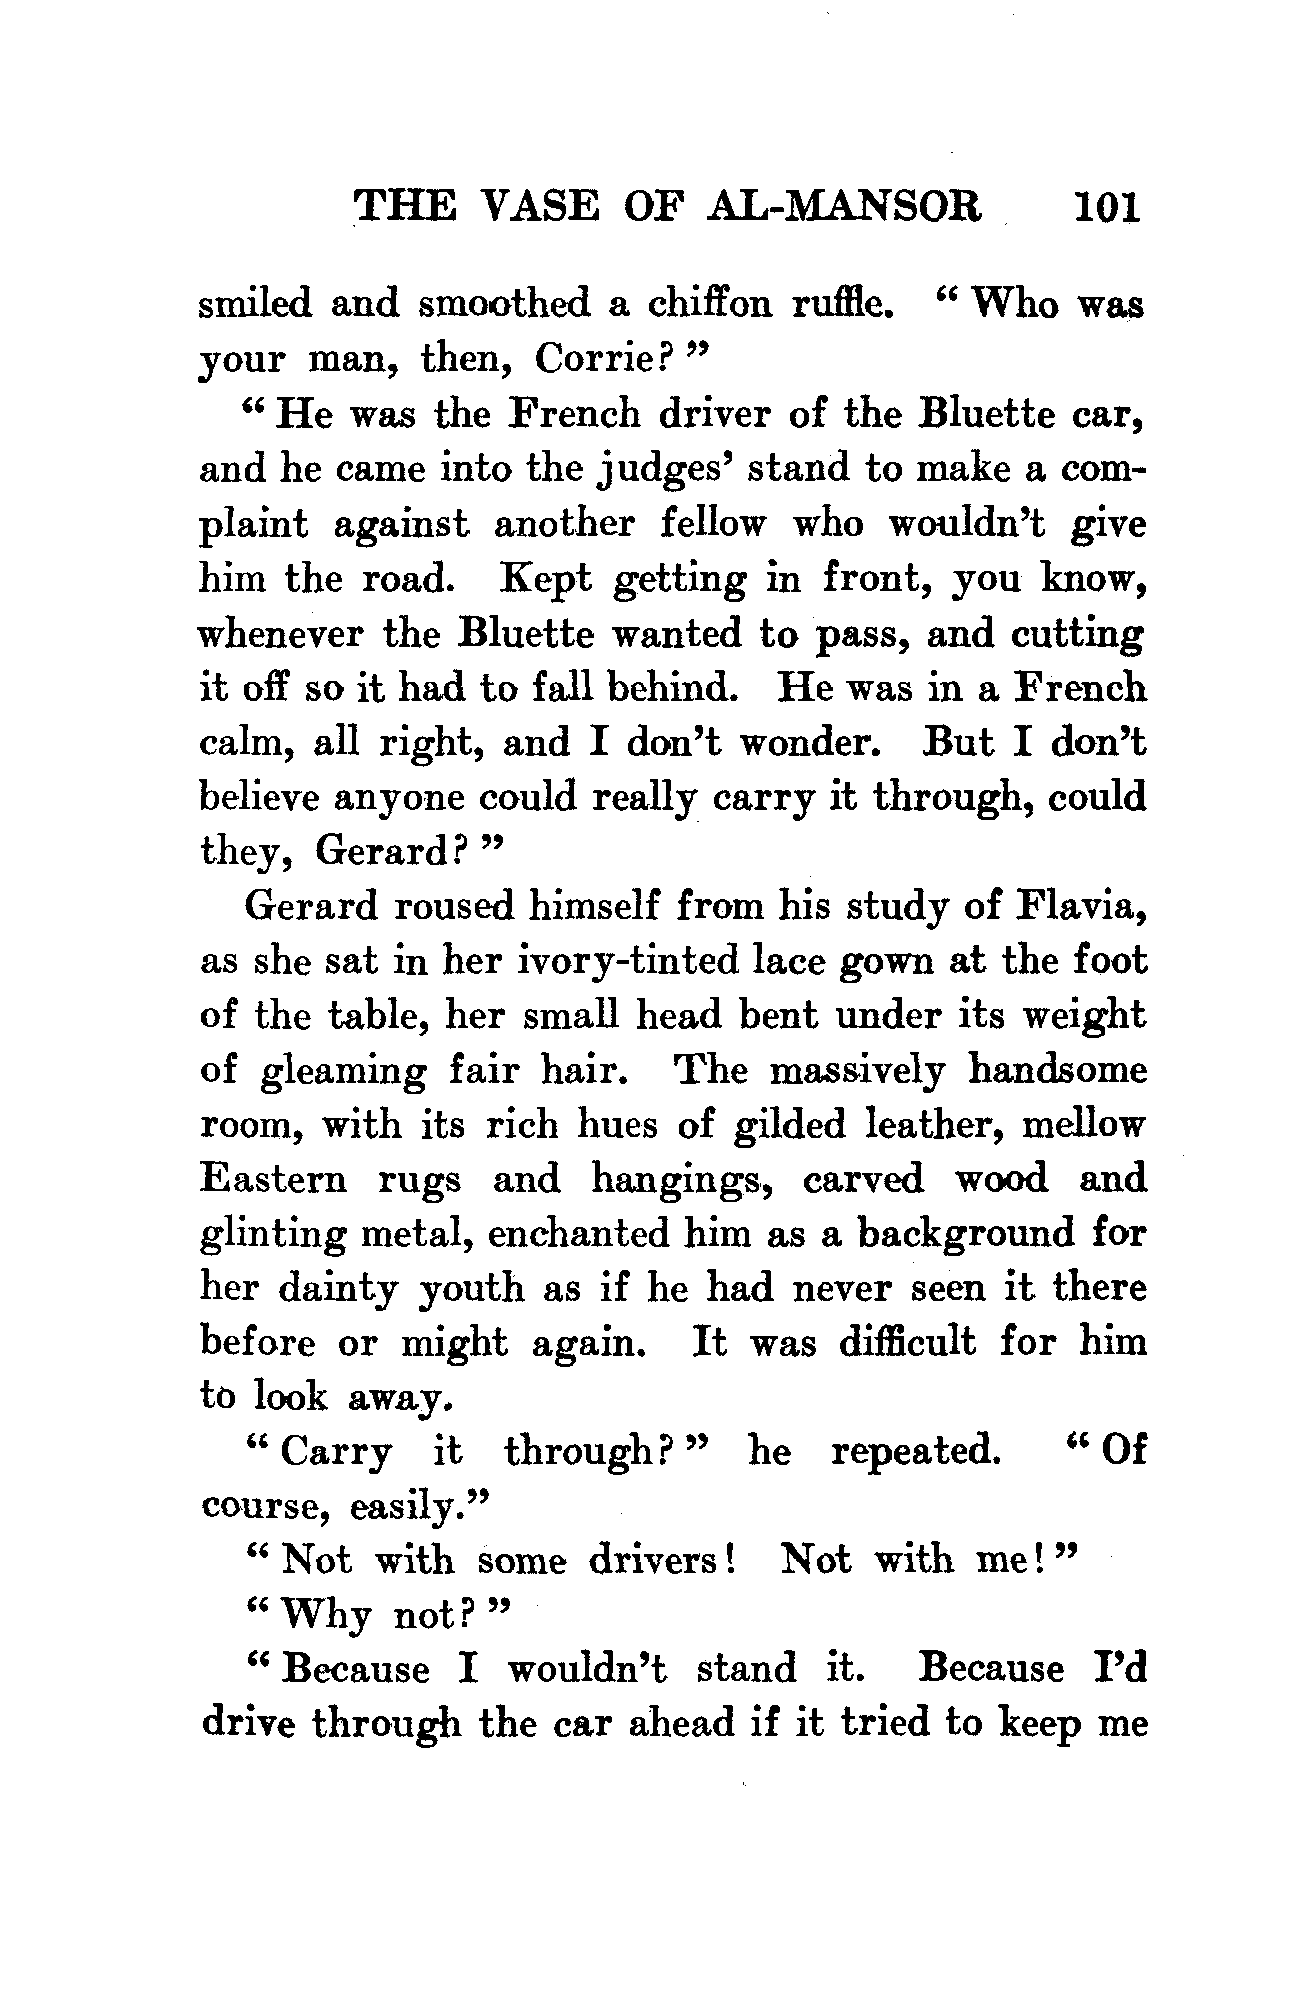 THE VASE OF AL-MANSOR 101
smiled and smoothed a chiffon ruffle. “Who was
your man, then, Corrie?”
“He was the French driver of the Bluette car,
and he came into the judges’ stand to make a com-
plaint against another fellow who wouldn’t give
him the road. Kept getting in front, you know,
whenever the Bluette wanted to pass, and cutting
it off so it had to fall behind. He was in a French
calm, all right, and I don’t wonder. But I don’t
believe anyone could really carry it through, could
they, Gerard?”
Gerard roused himself from his study of Flavia,
as she sat in her ivory-tinted lace gown at the foot
of the table, her small head bent under its weight
of gleaming fair hair. The massively handsome
room, with its rich hues of gilded leather, mellow
Eastern rugs and hangings, carved wood and
glinting metal, enchanted him as a background for
her dainty youth as if he had never seen it there
before or might again. It was difficult for him
to look away.
“Carry it through?” he repeated. “Of
course, easily.”
“Not with some drivers! Not with me!”
“Why not?”
“Because I wouldn’t stand it. Because I’d
drive through the car ahead if it tried to keep me